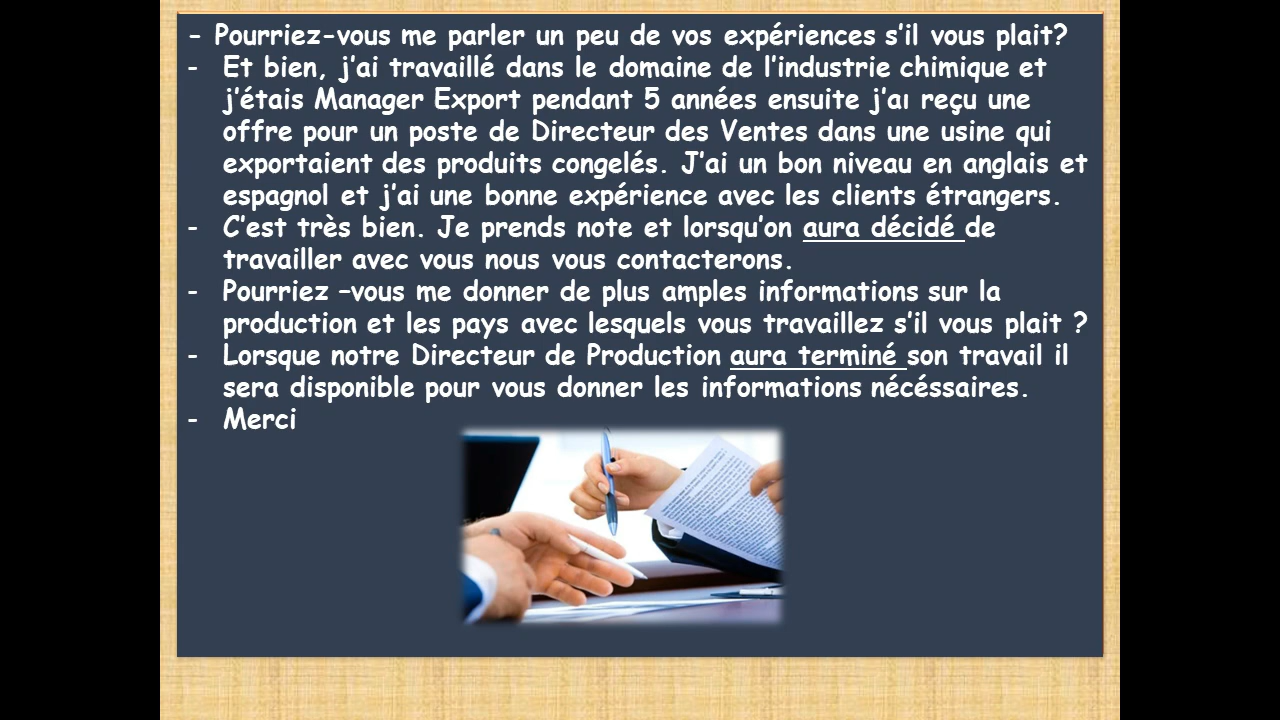 - Pourriez-vous me parler un peu de vos expériences s'il vous plait?
- Et bien, j'ai travaillé dans le domaine de l'industrie chimique et
j'étais Manager Export pendant 5 années ensuite j'aı reçu une
offre pour un poste de Directeur des Ventes dans une usine qui
exportaient des produits congelés. J'ai un bon niveau en anglais et
espagnol et j'ai une bonne expérience avec les clients étrangers.
- C'est très bien. Je prends note et lorsqu'on aura décidé de
travailler avec vous nous vous contacterons.
- Pourriez –vous me donner de plus amples informations sur la
production et les pays avec lesquels vous travaillez s'il vous plait ?
- Lorsque notre Directeur de Production aura terminé son travail il
sera disponible pour vous donner les informations nécéssaires.
- Merci